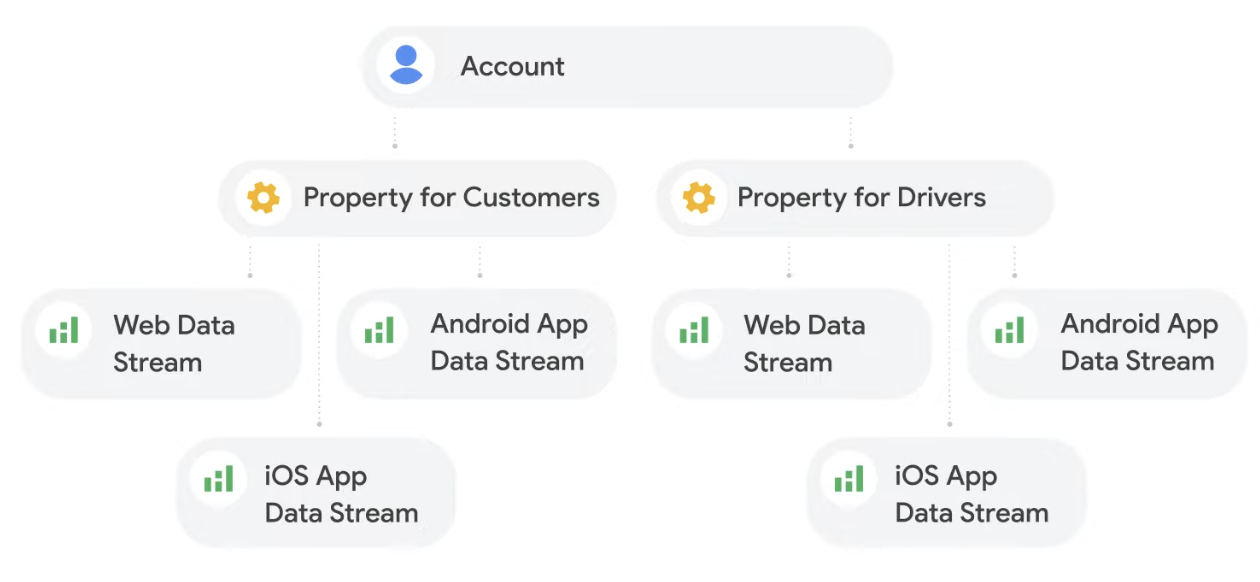 Account
Property for Customers
Property for Drivers
Web Data
Stream
Android App
Data Stream
Web Data
Stream
Android App
Data Stream
iOS App
Data Stream
iOS App
Data Stream